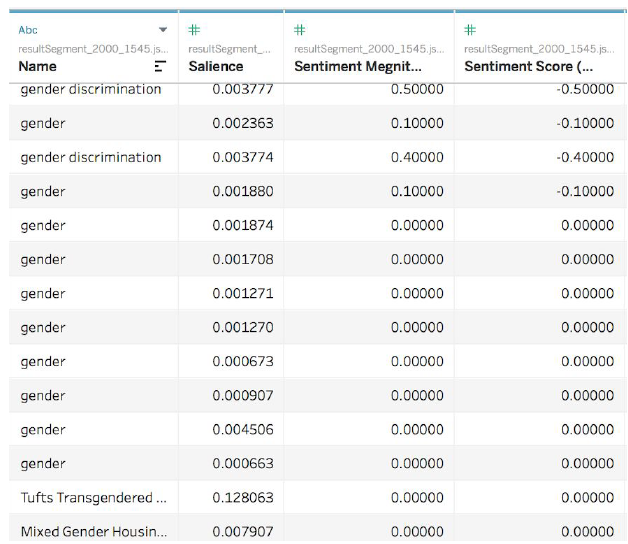 Abc # # #
resultSegment_2000_1545.js... resultSegment_... resultSegment_2000_1545.js... resultSegment_2000_1545.js...
Name Salience Sentiment Megnit... Sentiment Score (...
gender discrimination 0.003777 0.50000 -0.50000
gender 0.002363 0.10000 -0.10000
gender discrimination 0.003774 0.40000 -0.40000
gender 0.001880 0.10000 -0.10000
gender 0.001874 0.00000 0.00000
gender 0.001708 0.00000 0.00000
gender 0.001271 0.00000 0.00000
gender 0.001270 0.00000 0.00000
gender 0.000673 0.00000 0.00000
gender 0.000907 0.00000 0.00000
gender 0.004506 0.00000 0.00000
gender 0.000663 0.00000 0.00000
Tufts Transgendered ... 0.128063 0.00000 0.00000
Mixed Gender Housin... 0.007907 0.00000 0.00000